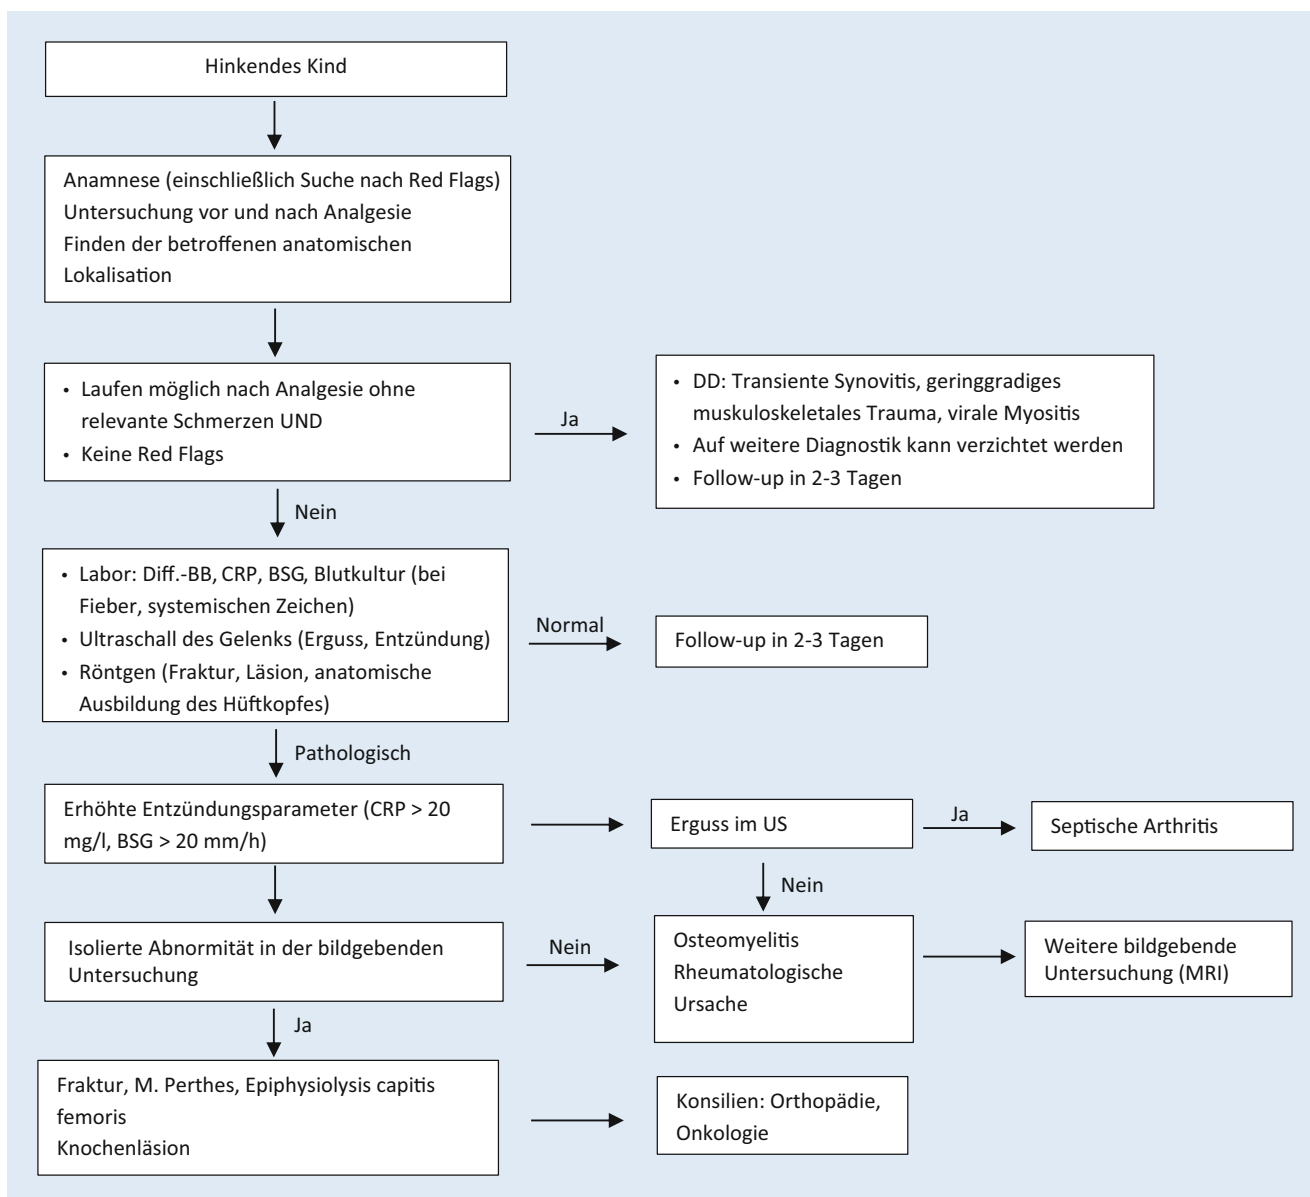 Hinkendes Kind
Anamnese (einschließlich Suche nach Red Flags)
Untersuchung vor und nach Analgesie
Finden der betroffenen anatomischen
Lokalisation
• Laufen möglich nach Analgesie ohne
relevante Schmerzen UND
• Keine Red Flags
Ja
• DD: Transiente Synovitis, geringgradiges
muskuloskeletales Trauma, virale Myositis
• Auf weitere Diagnostik kann verzichtet werden
• Follow-up in 2-3 Tagen
Nein
• Labor: Diff.-BB, CRP, BSG, Blutkultur (bei
Fieber, systemischen Zeichen)
• Ultraschall des Gelenks (Erguss, Entzündung)
• Röntgen (Fraktur, Läsion, anatomische
Ausbildung des Hüftkopfes)
Normal
Follow-up in 2-3 Tagen
Pathologisch
Erhöhte Entzündungsparameter (CRP > 20
mg/l, BSG > 20 mm/h)
Erguss im US
Ja
Septische Arthritis
Nein
Isolierte Abnormität in der bildgebenden
Untersuchung
Nein
Osteomyelitis
Rheumatologische
Ursache
Weitere bildgebende
Untersuchung (MRI)
Ja
Fraktur, M. Perthes, Epiphysiolysis capitis
femoris
Knochenläsion
Konsilien: Orthopädie,
Onkologie